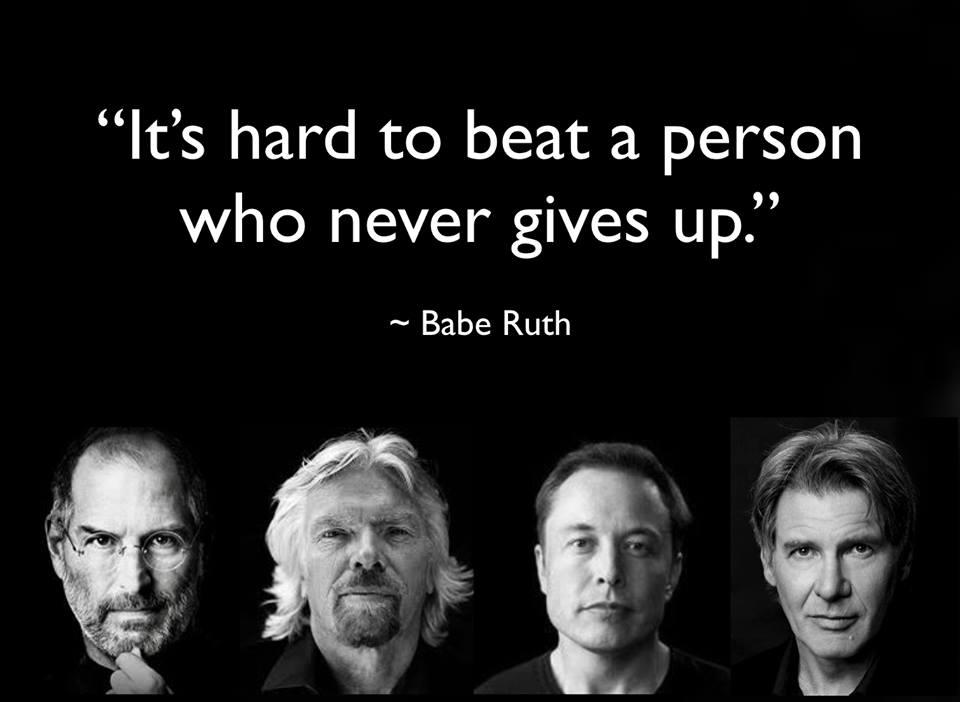 “It’s hard to beat a person
who never gives up.”
~ Babe Ruth